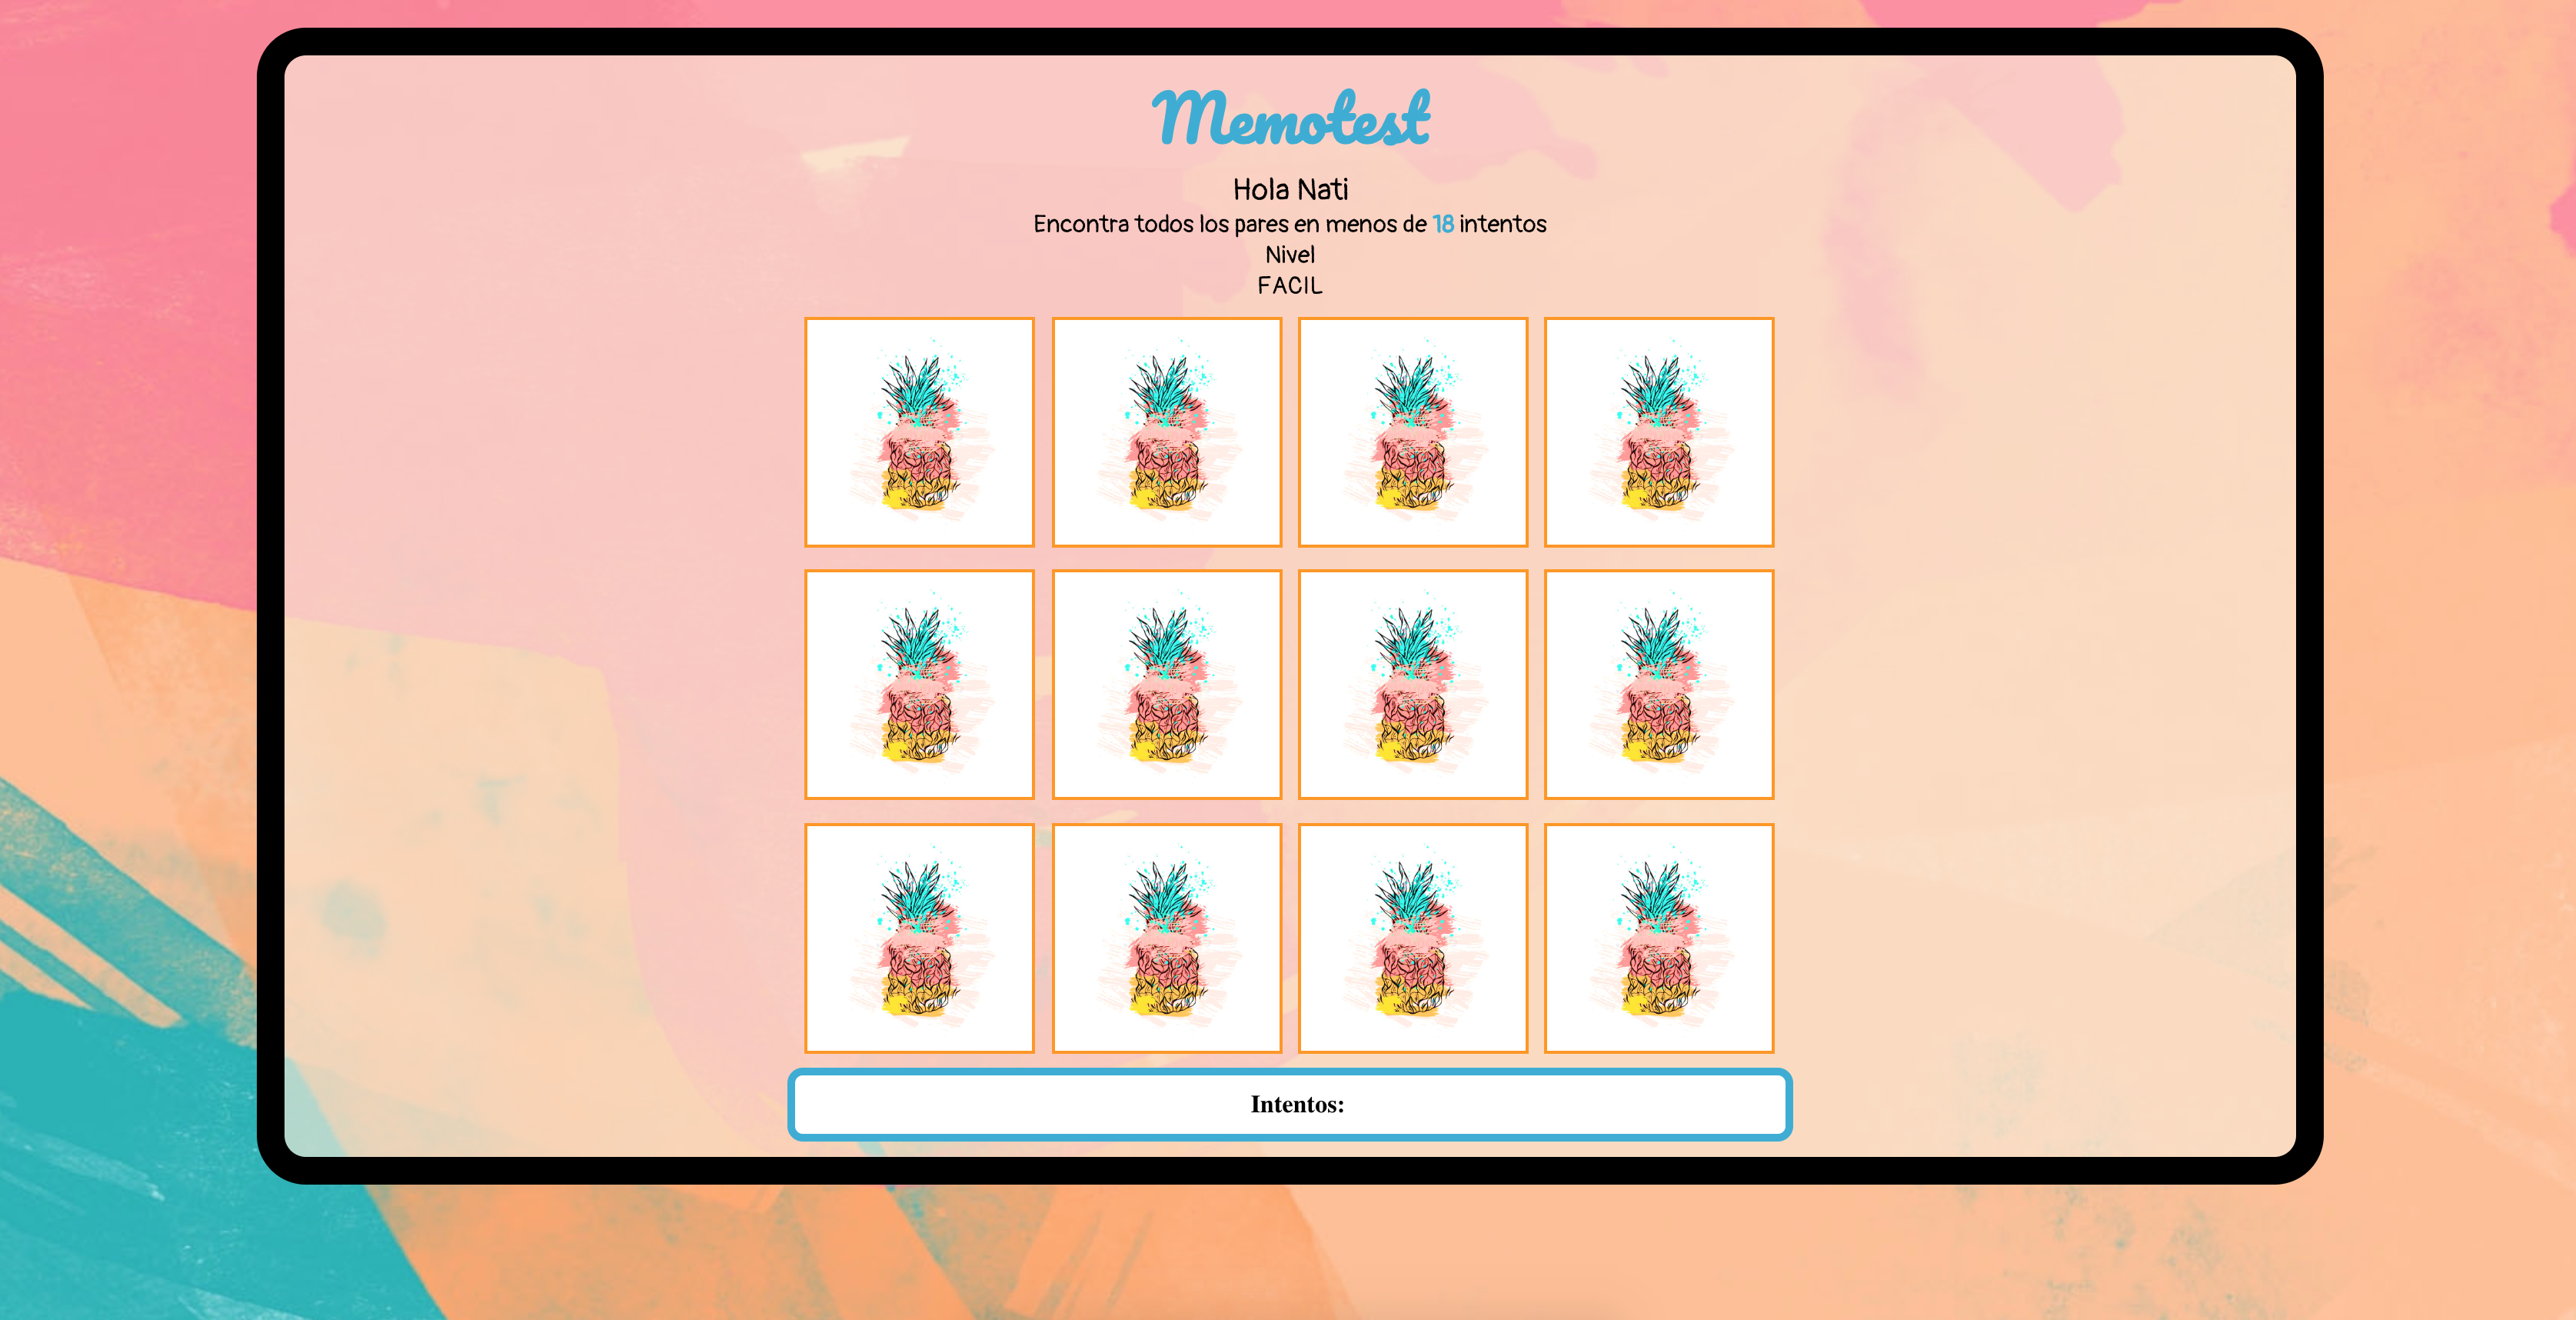 Memotest
Hola Nati
Encontra todos los pares en menos de 18 intentos
Nivel
FACIL
Intentos: